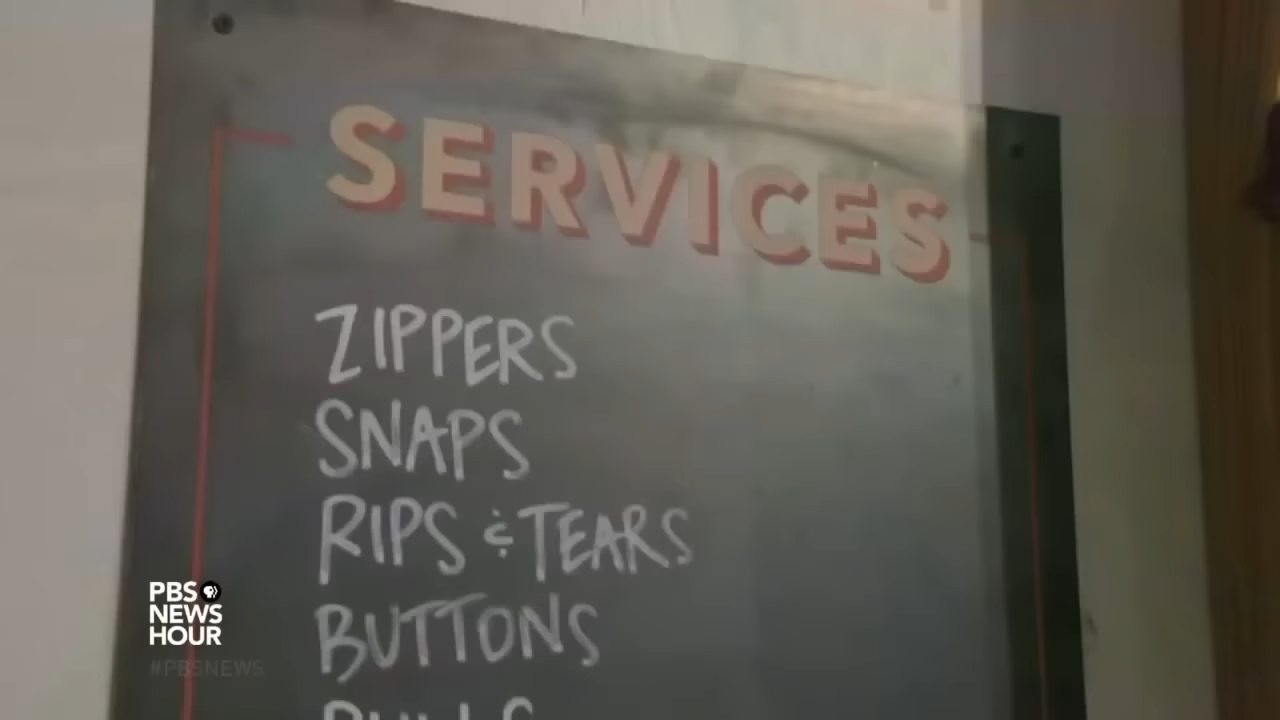 SERVICES
ZIPPERS
SNAPS
RIPS & TEARS
BUTTONS
PBS
NEWS
HOUR
#PBSNEWS